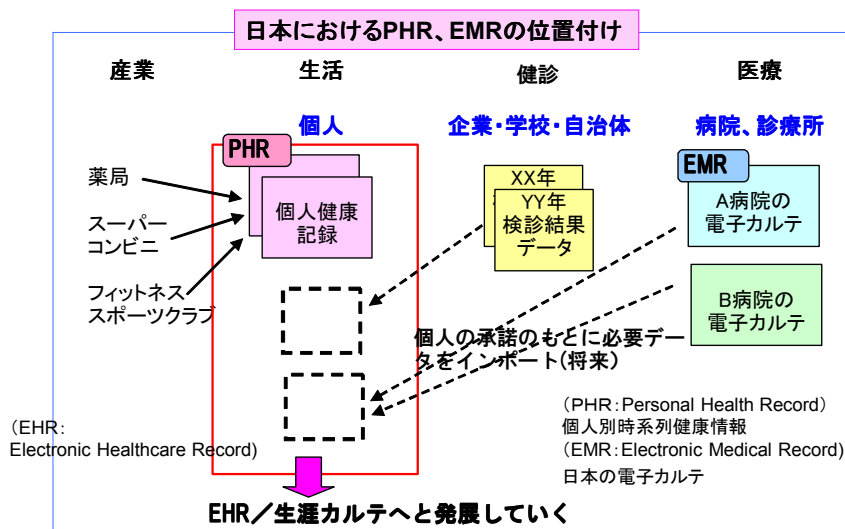 日本におけるPHR、EMRの位置付け
産業
生活
健診
医療
個人
企業・学校・自治体
病院、診療所
PHR
EMR
薬局
スーパー
コンビニ
フィットネス
スポーツクラブ
個人健康
記録
XX年
YY年
検診結果
データ
A病院の
電子カルテ
B病院の
電子カルテ
個人の承諾のもとに必要デー
タをインポート(将来)
(EHR:
Electronic Healthcare Record)
(PHR:Personal Health Record)
個人別時系列健康情報
(EMR:Electronic Medical Record)
日本の電子カルテ
EHR/生涯カルテへと発展していく